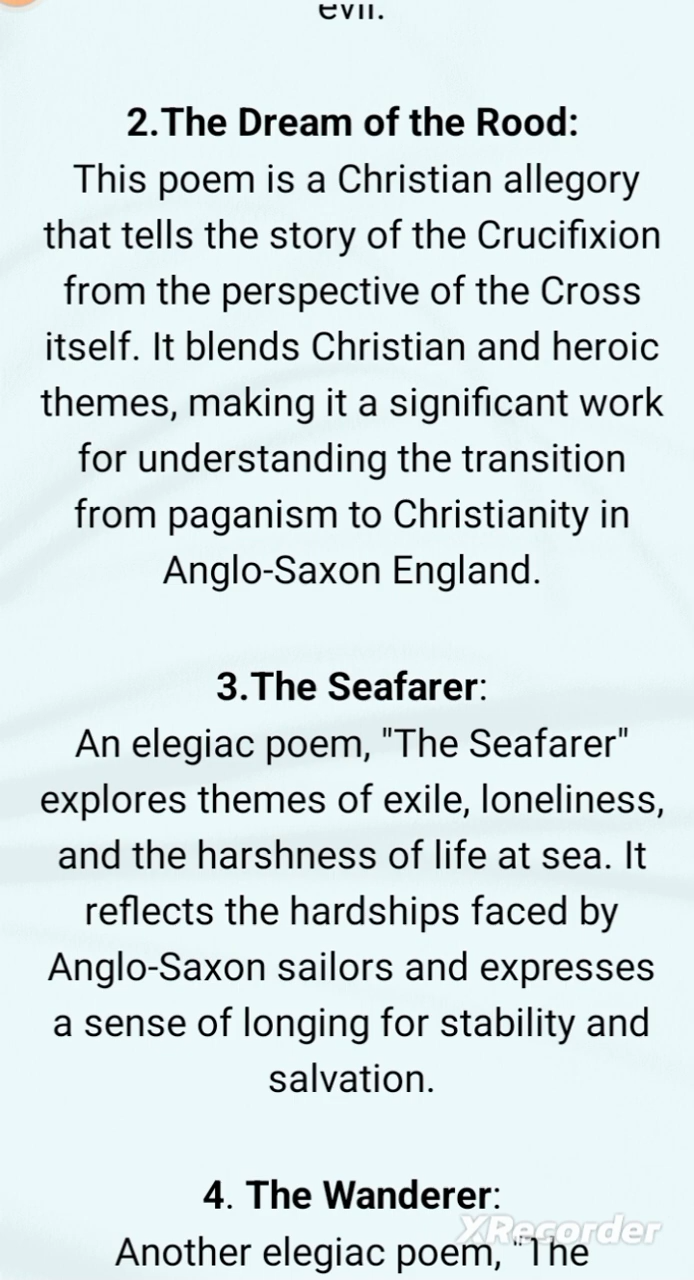 evil.
2.The Dream of the Rood:
This poem is a Christian allegory
that tells the story of the Crucifixion
from the perspective of the Cross
itself. It blends Christian and heroic
themes, making it a significant work
for understanding the transition
from paganism to Christianity in
Anglo-Saxon England.
3.The Seafarer:
An elegiac poem, "The Seafarer"
explores themes of exile, loneliness,
and the harshness of life at sea. It
reflects the hardships faced by
Anglo-Saxon sailors and expresses
a sense of longing for stability and
salvation.
4. The Wanderer:
XRecorder
Another elegiac poem, "The